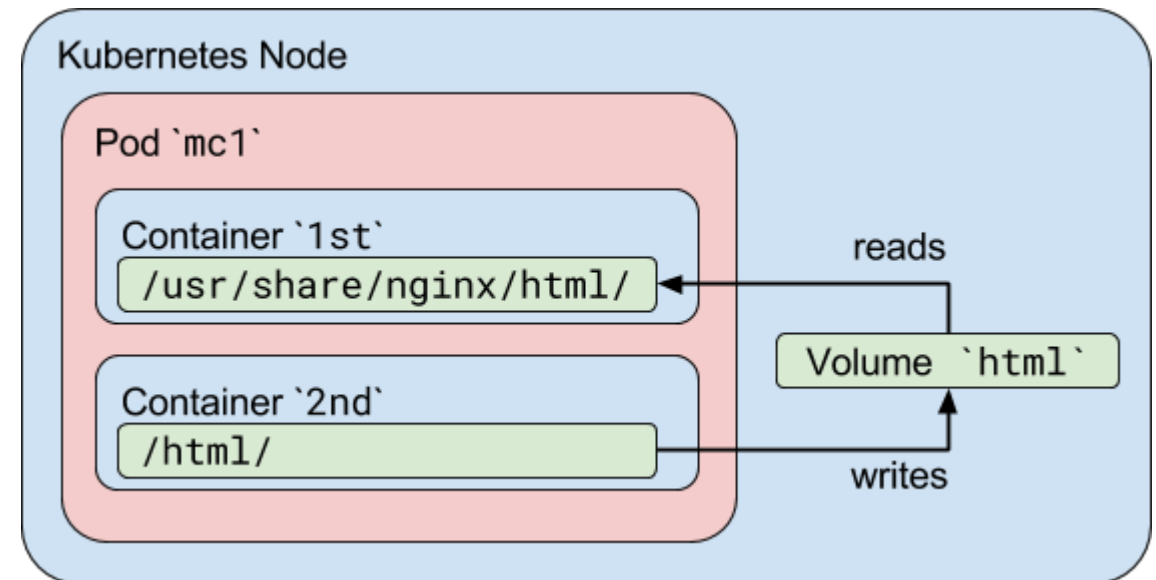 Kubernetes Node
Pod `mc1`
Container `1st`
/usr/share/nginx/html/
reads
Volume `html`
Container `2nd`
/html/
writes